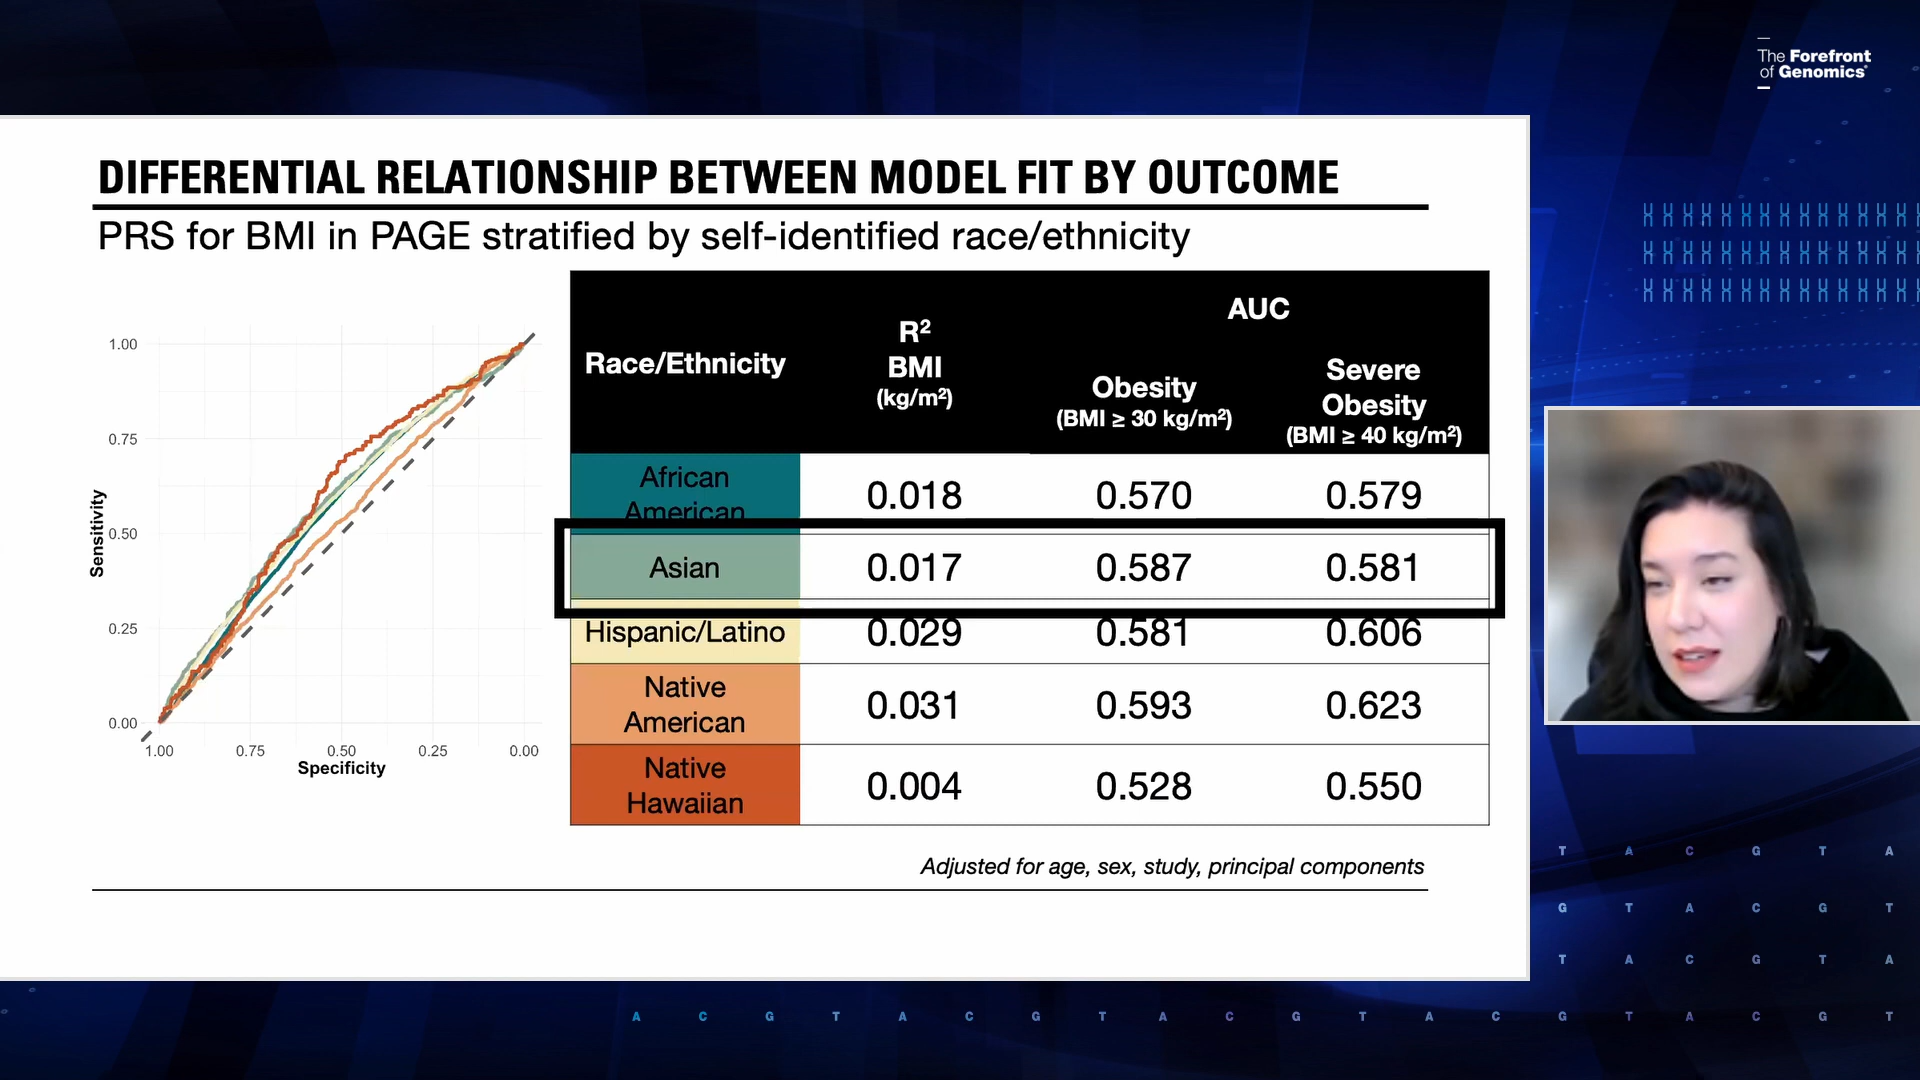 The Forefront
of Genomics®
DIFFERENTIAL RELATIONSHIP BETWEEN MODEL FIT BY OUTCOME
PRS for BMI in PAGE stratified by self-identified race/ethnicity
1.00
0.75
0.50
0.25
0.00
Sensitivity
1.00 0.75 0.50 0.25 0.00
Specificity
Race/Ethnicity
R²
BMI
(kg/m²)
AUC
Obesity
(BMI ≥ 30 kg/m²)
Severe
Obesity
(BMI ≥ 40 kg/m²)
African
American
0.018 0.570 0.579
Asian 0.017 0.587 0.581
Hispanic/Latino 0.029 0.581 0.606
Native
American
0.031 0.593 0.623
Native
Hawaiian
0.004 0.528 0.550
Adjusted for age, sex, study, principal components
T A C G T A
G T A C G T
T A C G T A
A C G T A C G T A C G T A C G T A C G T